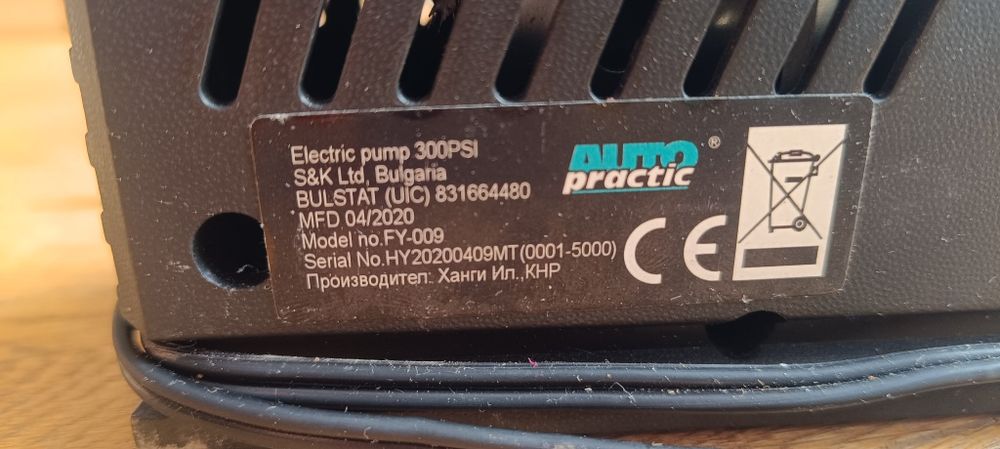 Electric pump 300PSI
S&K Ltd, Bulgaria
BULSTAT (UIC) 831664480
MFD 04/2020
Model no.FY-009
Serial No.HY20200409MT(0001-5000)
Производител: Ханги Ил.,КНР
AUTO ®
practic
CE